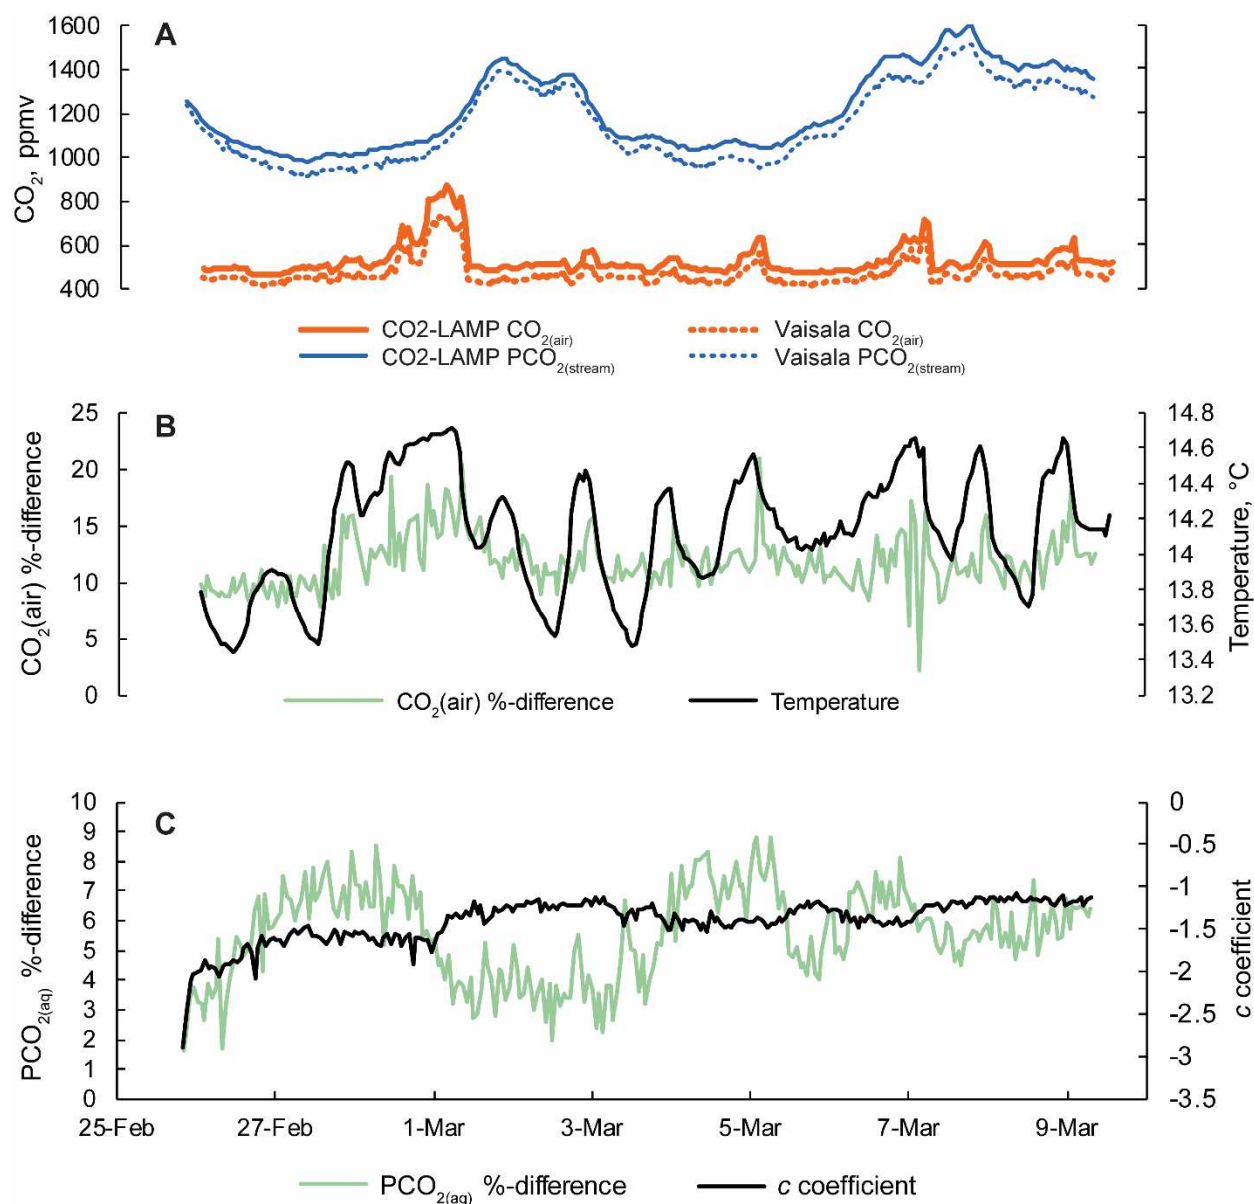 A
CO2, ppmv
1600
1400
1200
1000
800
600
400
CO2-LAMP CO2(air)
Vaisala CO2(air)
CO2-LAMP PCO2(stream)
Vaisala PCO2(stream)
B
CO2(air) %-difference
25
20
15
10
5
0
14.8
14.6
14.4
14.2
14
13.8
13.6
13.4
13.2
Temperature, °C
CO2(air) %-difference
Temperature
C
PCO2(aq) %-difference
10
9
8
7
6
5
4
3
2
1
0
0
-0.5
-1
-1.5
-2
-2.5
-3
-3.5
c coefficient
25-Feb 27-Feb 1-Mar 3-Mar 5-Mar 7-Mar 9-Mar
PCO2(aq) %-difference
c coefficient